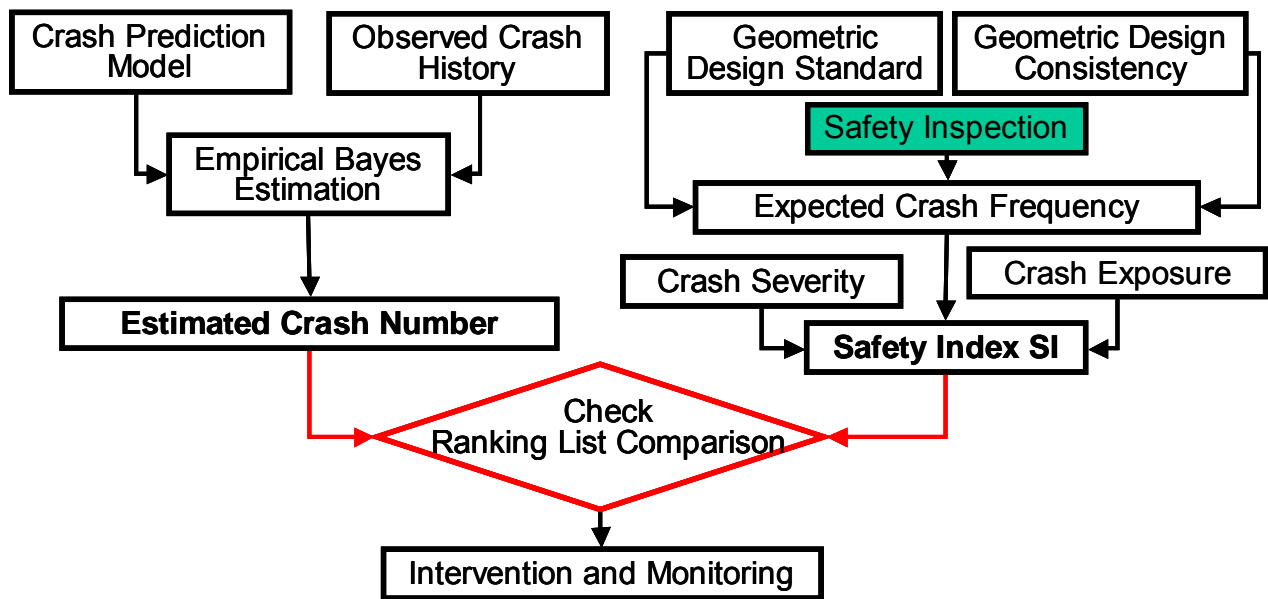 Crash Prediction
Model
Observed Crash
History
Geometric
Design Standard
Geometric Design
Consistency
Safety Inspection
Empirical Bayes
Estimation
Expected Crash Frequency
Crash Severity
Crash Exposure
Estimated Crash Number
Safety Index SI
Check
Ranking List Comparison
Intervention and Monitoring